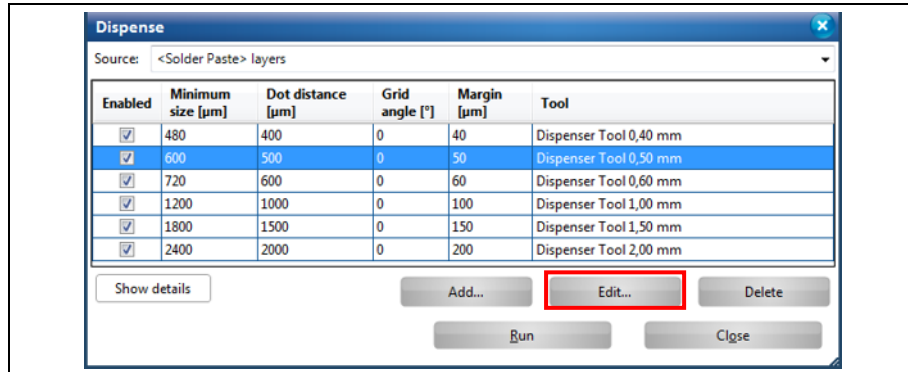 Dispense
Source: <Solder Paste> layers
Enabled Minimum size [µm] Dot distance [µm] Grid angle [°] Margin [µm] Tool
480 400 0 40 Dispenser Tool 0,40 mm
600 500 0 50 Dispenser Tool 0,50 mm
720 600 0 60 Dispenser Tool 0,60 mm
1200 1000 0 100 Dispenser Tool 1,00 mm
1800 1500 0 150 Dispenser Tool 1,50 mm
2400 2000 0 200 Dispenser Tool 2,00 mm
Show details Add... Edit... Delete
Run Close